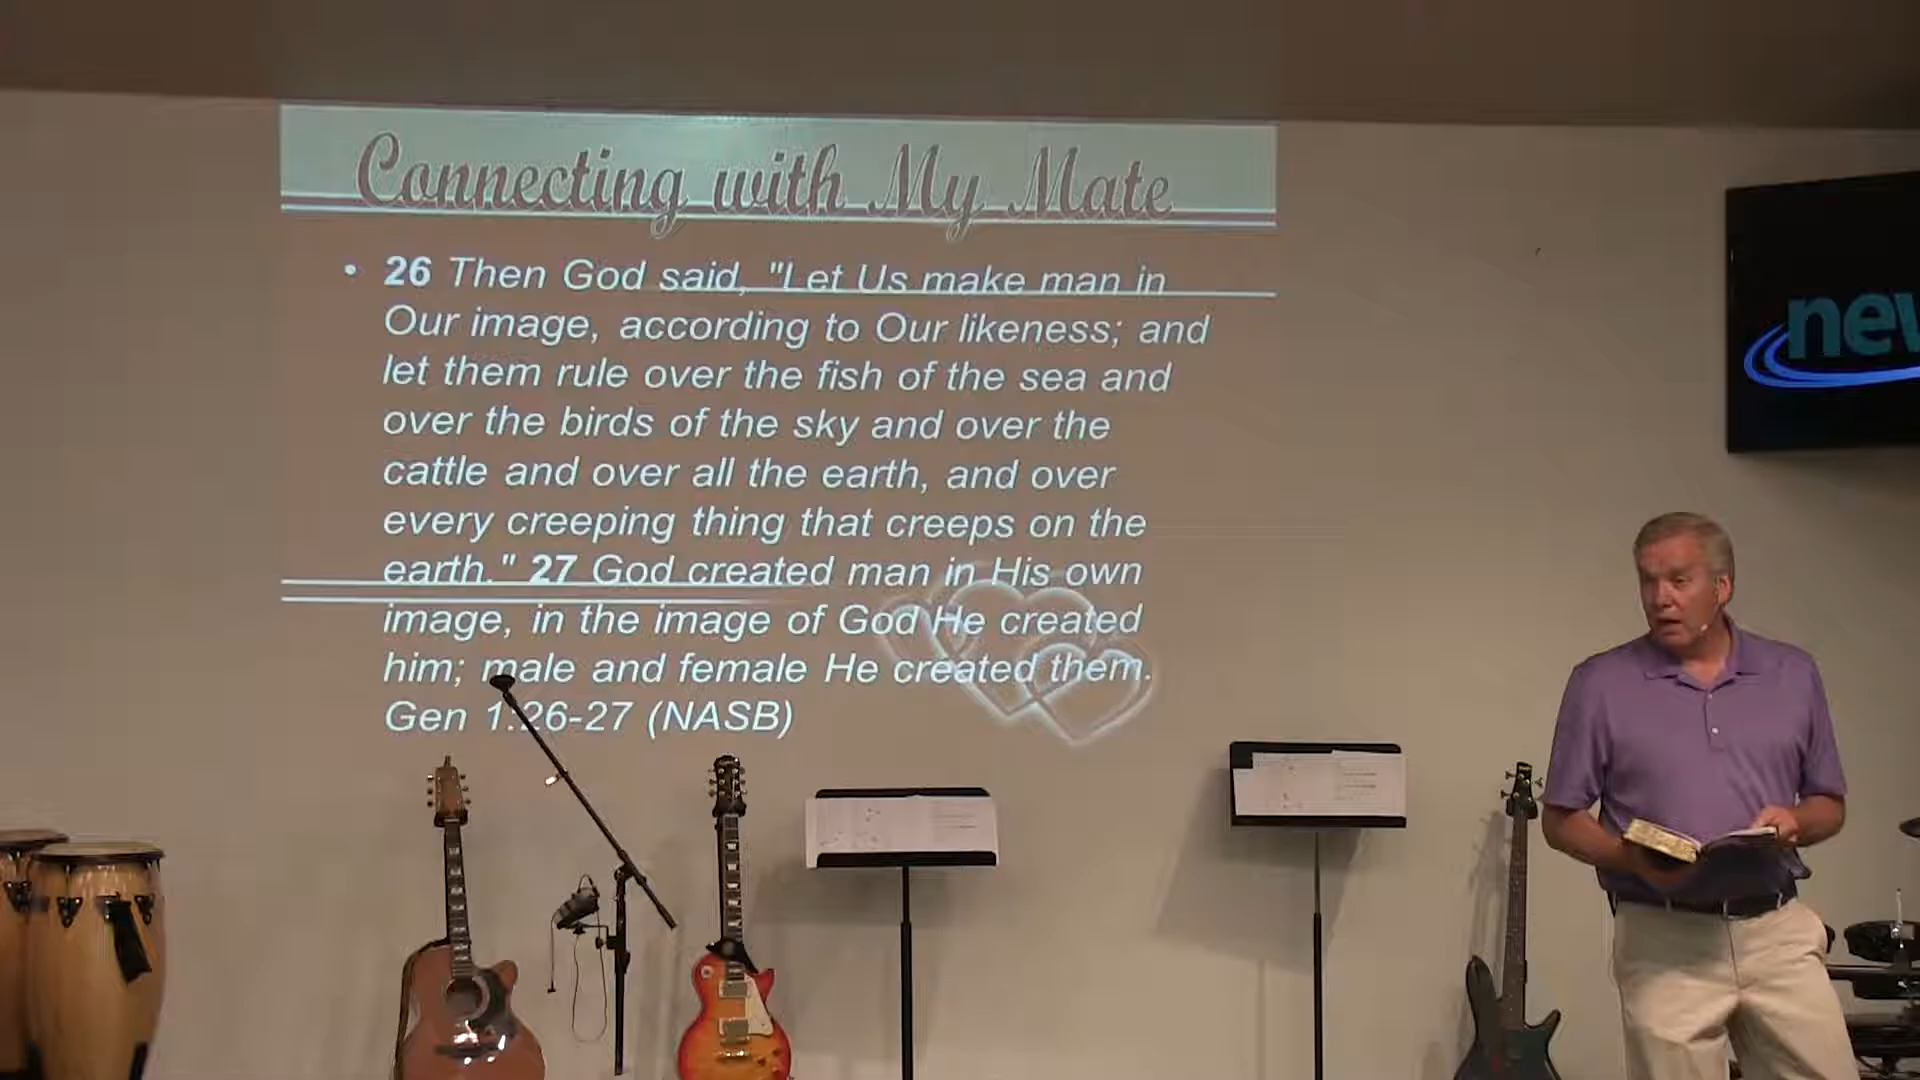 Connecting with My Mate
• 26 Then God said, "Let Us make man in
Our image, according to Our likeness; and
let them rule over the fish of the sea and
over the birds of the sky and over the
cattle and over all the earth, and over
every creeping thing that creeps on the
earth." 27 God created man in His own
image, in the image of God He created
him; male and female He created them.
Gen 1:26-27 (NASB)
new